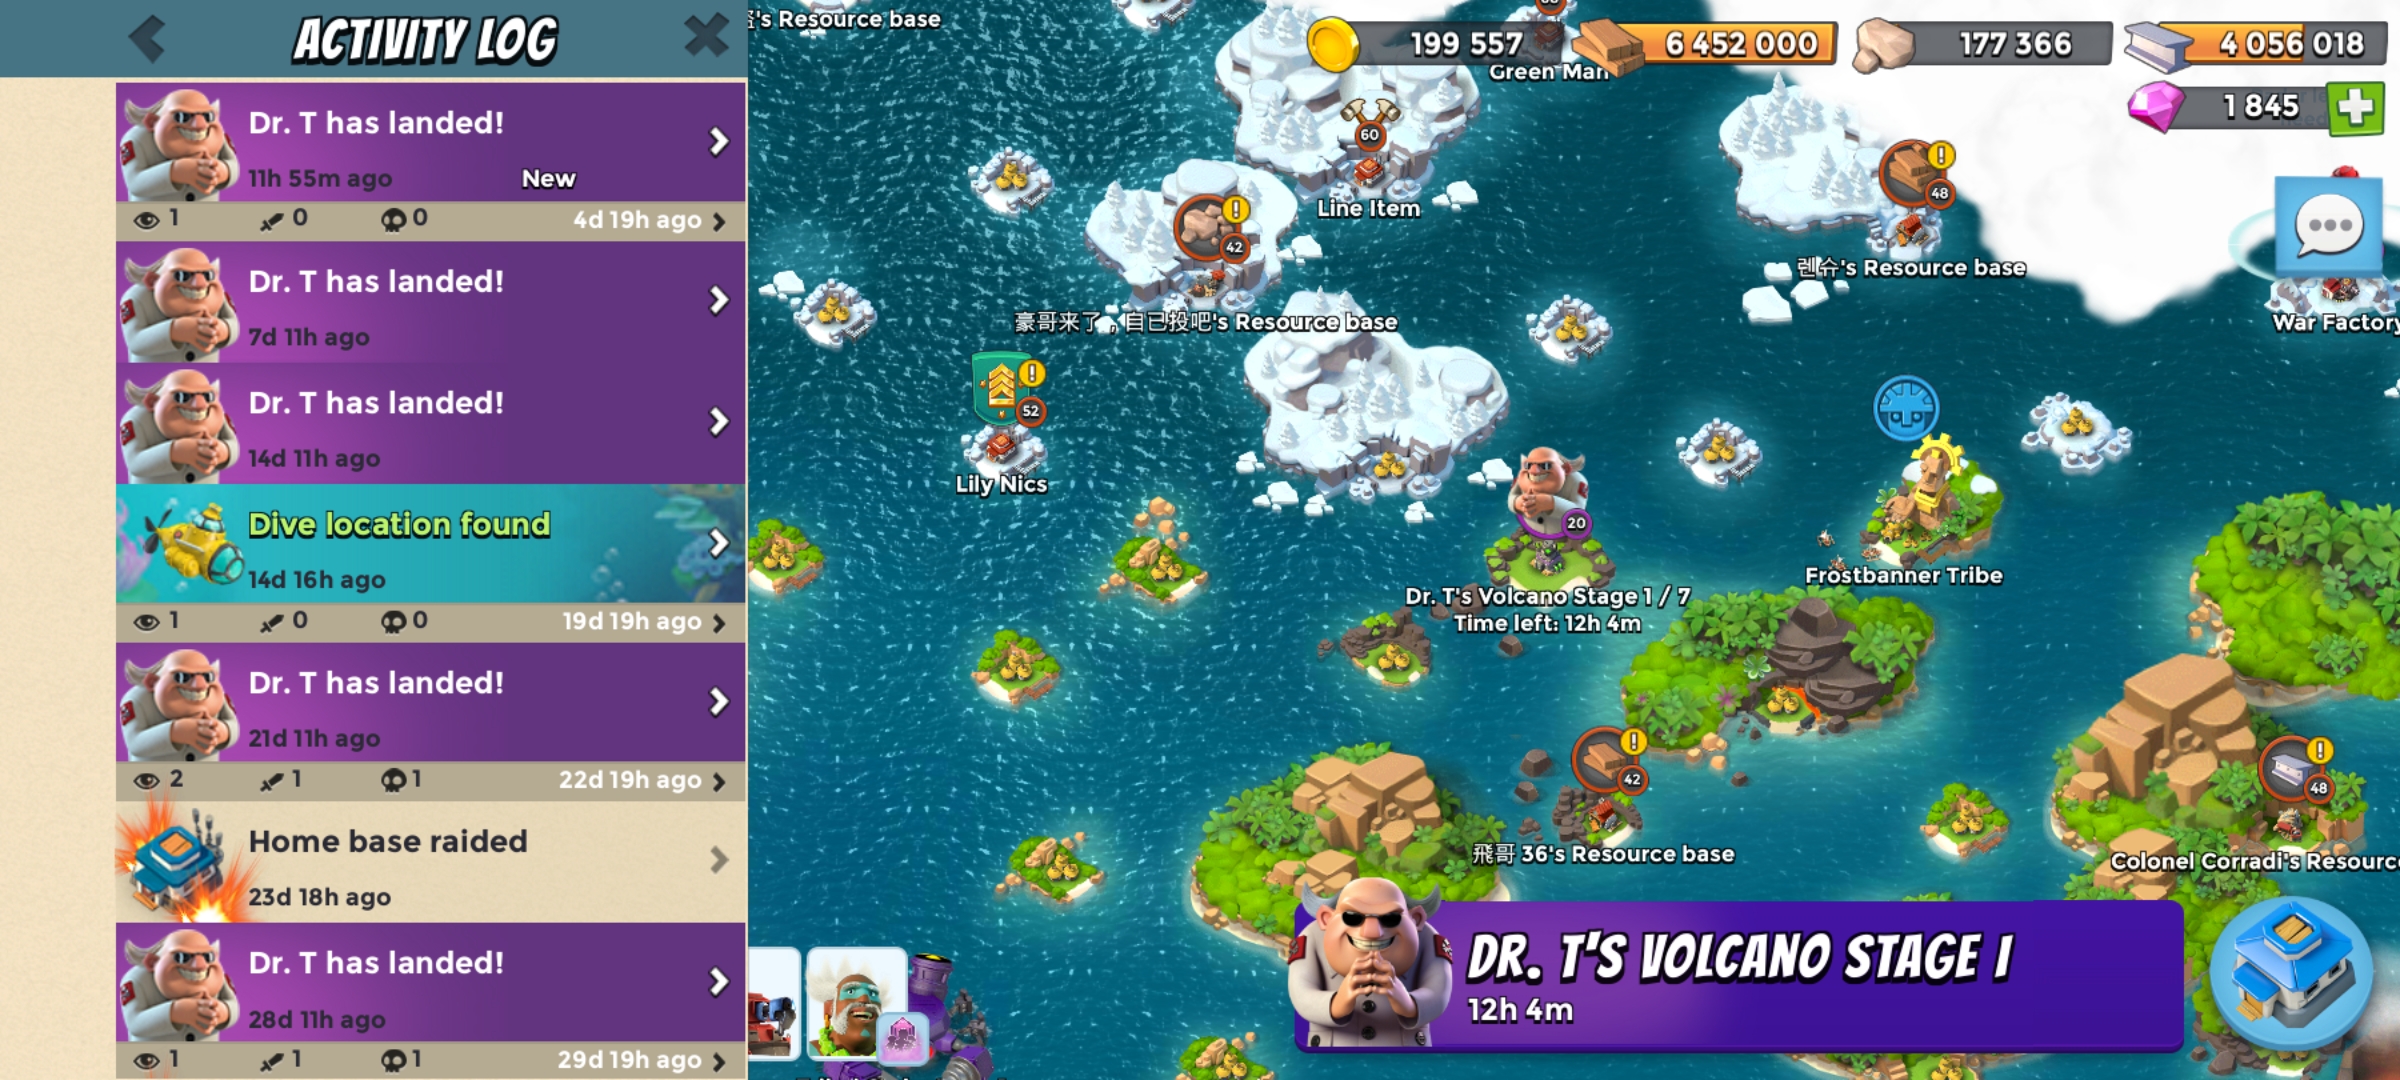 ACTIVITY LOG
Dr. T has landed!
11h 55m ago
New
1 0 0 4d 19h ago
Dr. T has landed!
7d 11h ago
Dr. T has landed!
14d 11h ago
Dive location found
14d 16h ago
1 0 0 19d 19h ago
Dr. T has landed!
21d 11h ago
2 1 1 22d 19h ago
Home base raided
23d 18h ago
Dr. T has landed!
28d 11h ago
1 1 1 29d 19h ago
's Resource base
199 557
6 452 000
177 366
4 056 018
1 845
Green Man
60
Line Item
48
렌슈's Resource base
42
豪哥来了，自己投吧's Resource base
War Factory
52
Lily Nics
20
Dr. T's Volcano Stage 1 / 7
Time left: 12h 4m
Frostbanner Tribe
42
飛哥 36's Resource base
48
Colonel Corradi's Resource
DR. T'S VOLCANO STAGE I
12h 4m